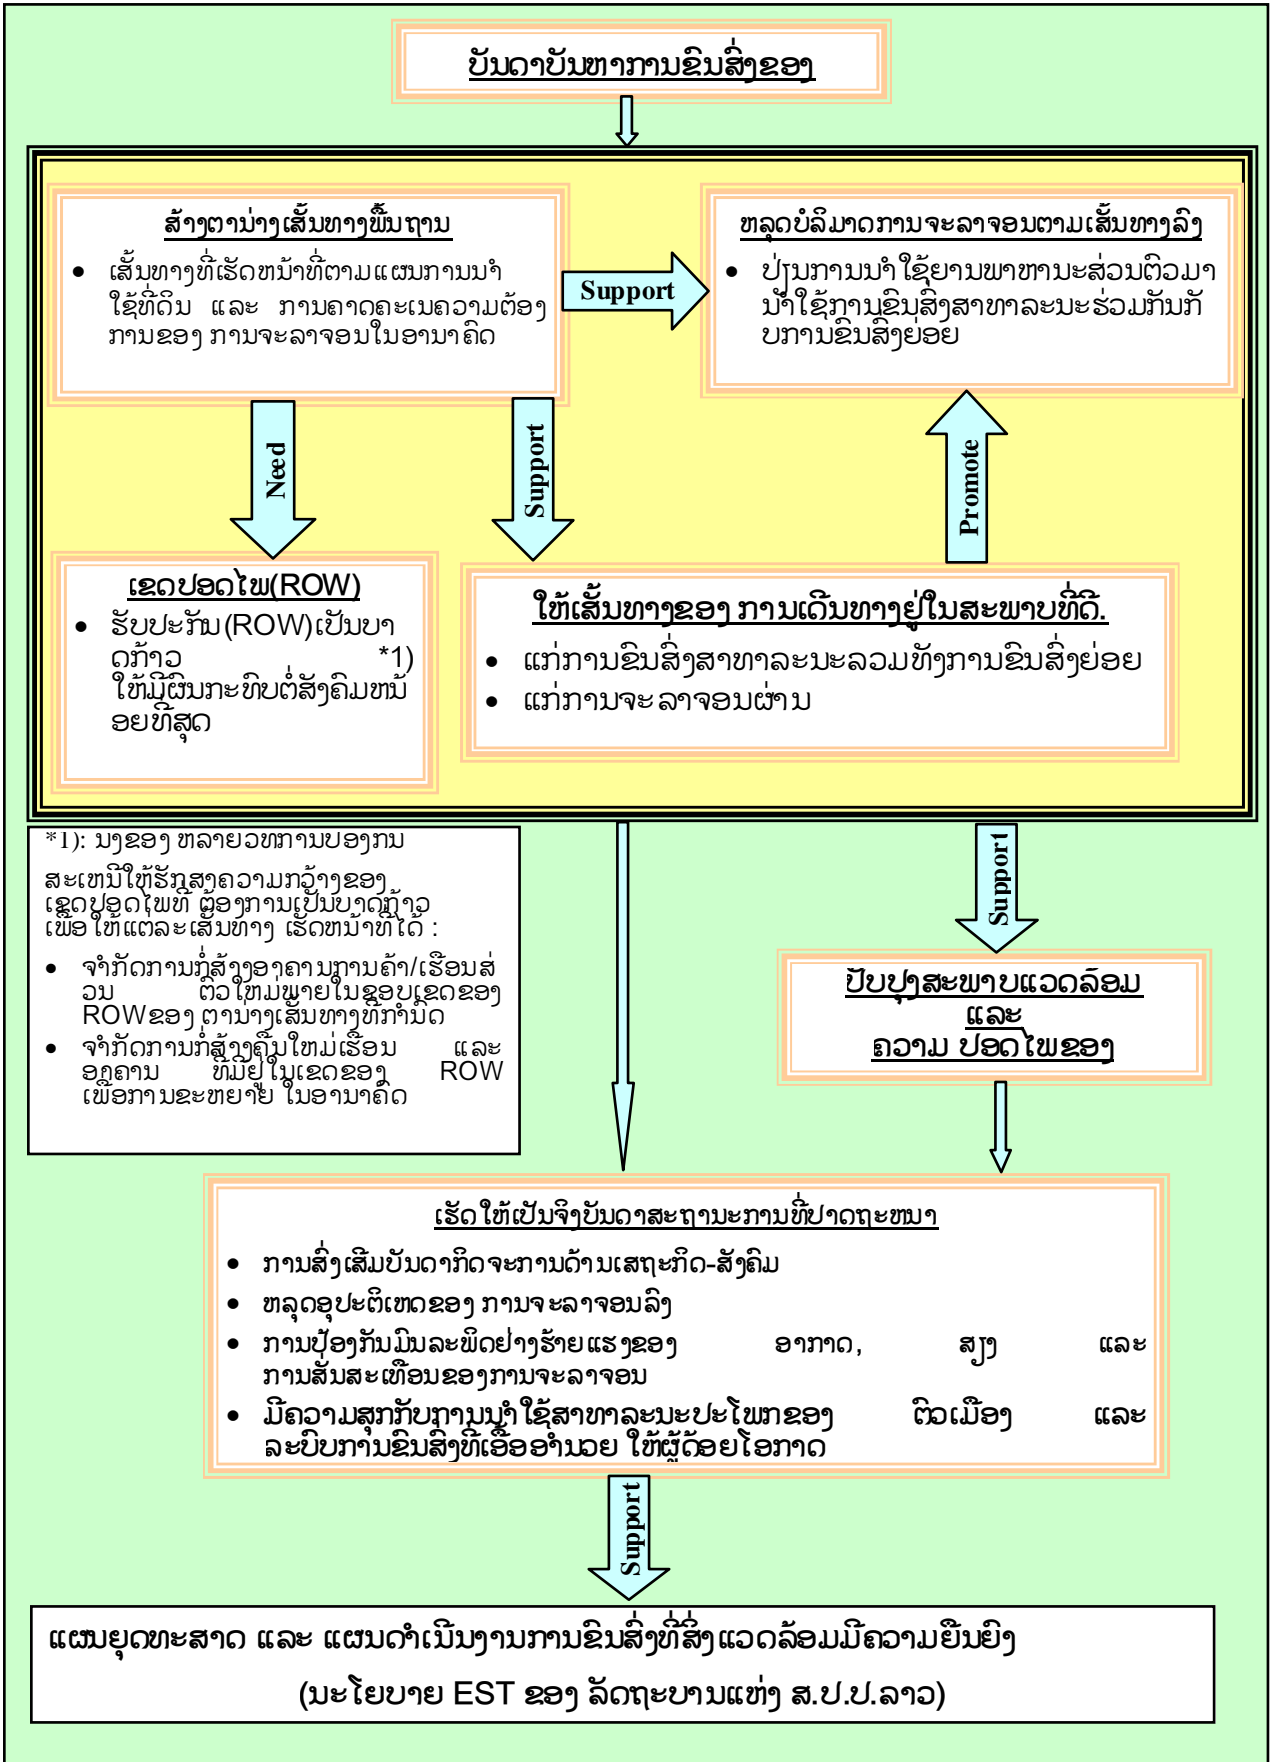 ບັນດາບັນຫາການຂົນສົ່ງຂອງ
ສ້າງຕານ່າງເສັ້ນທາງພື້ນຖານ
• ເສັ້ນທາງທີ່ເຮັດຫນ້າທີ່ຕາມແຜນການນຳ
ໃຊ້ທີ່ດິນ ແລະ ການຄາດຄະເນຄວາມຕ້ອງ
ການຂອງ ການຈະລາຈອນໃນອານາຄົດ
Support
ຫລຸດບໍລິມາດການຈະລາຈອນຕາມເສັ້ນທາງລົງ
• ປ່ຽນການນຳໃຊ້ຍານພາຫານະສ່ວນຕົວມາ
ນຳໃຊ້ການຂົນສົ່ງສາທາລະນະຮ່ວມກັນກັ
ບການຂົນສົ່ງຍ່ອຍ
Need
Support
Promote
ເຂດປອດໄພ(ROW)
• ຮັບປະກັນ(ROW)ເປັນບາ
ດກ້າວ *1)
ໃຫ້ມີຜົນກະທົບຕໍ່ສັງຄົມຫນ້
ອຍທີ່ສຸດ
ໃຫ້ເສັ້ນທາງຂອງ ການເດີນທາງຢູ່ໃນສະພາບທີ່ດີ.
• ແກ່ການຂົນສົ່ງສາທາລະນະລວມທັງການຂົນສົ່ງຍ່ອຍ
• ແກ່ການຈະລາຈອນຜ່ານ
*1): ນງຂອງ ຫລາຍວທການປອງກນ
ສະເຫນີໃຫ້ຮັກສາຄວາມກວ້າງຂອງ
ເຂດປອດໄພທີ່ ຕ້ອງການເປັນບາດກ້າວ
ເພື່ອໃຫ້ແຕ່ລະເສັ້ນທາງ ເຮັດຫນ້າທີ່ໄດ້ :
• ຈຳກັດການກໍ່ສ້າງອາຄານການຄ້າ/ເຮືອນສ່
ວນ ຕົວໃຫມ່ພາຍໃນຂອບເຂດຂອງ
ROWຂອງ ຕານ່າງເສັ້ນທາງທີ່ກຳນົດ
• ຈຳກັດການກໍ່ສ້າງຄືນໃຫມ່ເຮືອນ ແລະ
ອາຄານ ທີ່ມີຢູ່ໃນເຂດຂອງ ROW
ເພື່ອການຂະຫຍາຍ ໃນອານາຄົດ
Support
ປັບປຸງສະພາບແວດລ້ອມ
ແລະ
ຄວາມ ປອດໄພຂອງ
ເຮັດໃຫ້ເປັນຈິງບັນດາສະຖານະການທີ່ປາດຖະຫນາ
• ການສົ່ງເສີມບັນດາກິດຈະການດ້ານເສຖະກິດ-ສັງຄົມ
• ຫລຸດອຸປະຕິເຫດຂອງ ການຈະລາຈອນລົງ
• ການປ້ອງກັນມົນລະພິດຢ່າງຮ້າຍແຮງຂອງ ອາກາດ, ສຽງ ແລະ
ການສັ່ນສະເທືອນຂອງການຈະລາຈອນ
• ມີຄວາມສຸກກັບການນຳໃຊ້ສາທາລະນະປະໂພກຂອງ ຕົວເມືອງ ແລະ
ລະບົບການຂົນສົ່ງທີ່ເອື້ອອຳນວຍ ໃຫ້ຜູ້ດ້ອຍໂອກາດ
Support
ແຜນຍຸດທະສາດ ແລະ ແຜນດຳເນີນງານການຂົນສົ່ງທີ່ສິ່ງແວດລ້ອມມີຄວາມຍືນຍົງ
(ນະໂຍບາຍ EST ຂອງ ລັດຖະບານແຫ່ງ ສ.ປ.ປ.ລາວ)